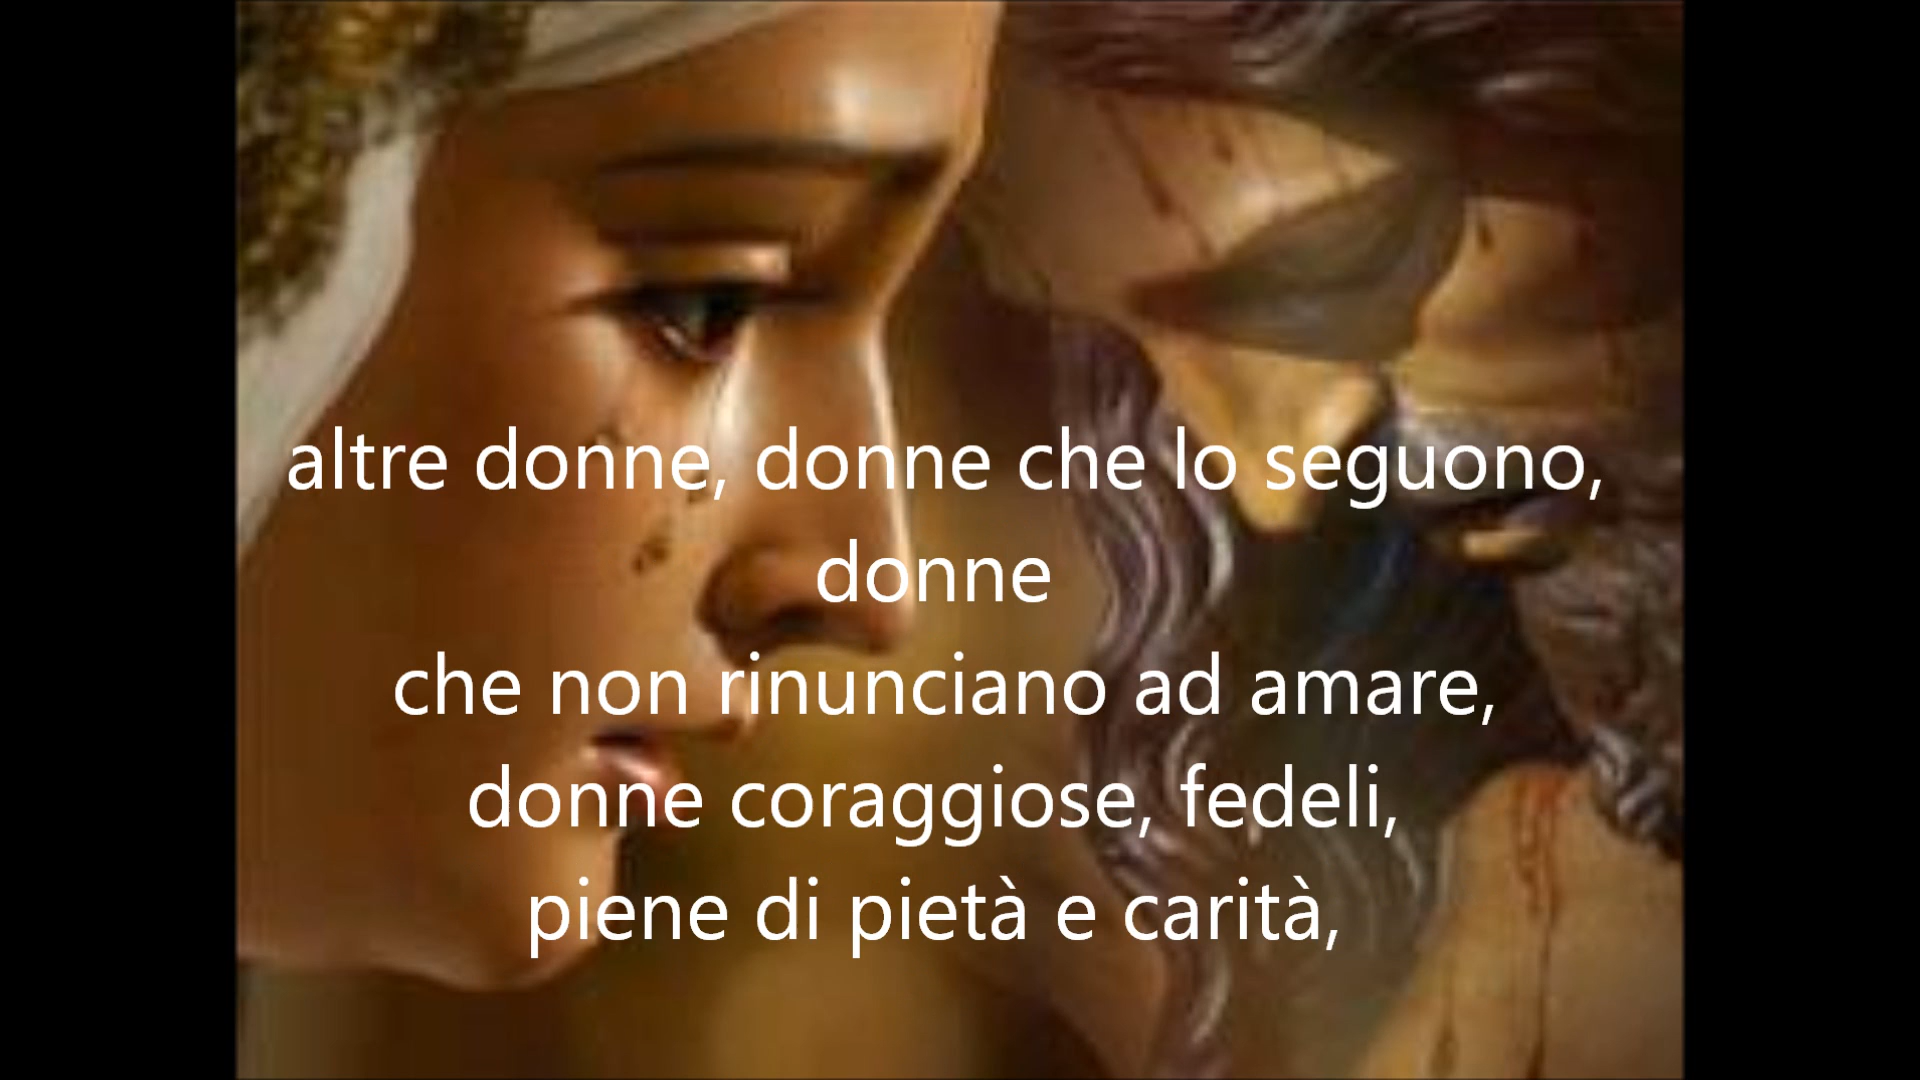 altre donne, donne che lo seguono,
donne
che non rinunciano ad amare,
donne coraggiose, fedeli,
piene di pietà e carità,